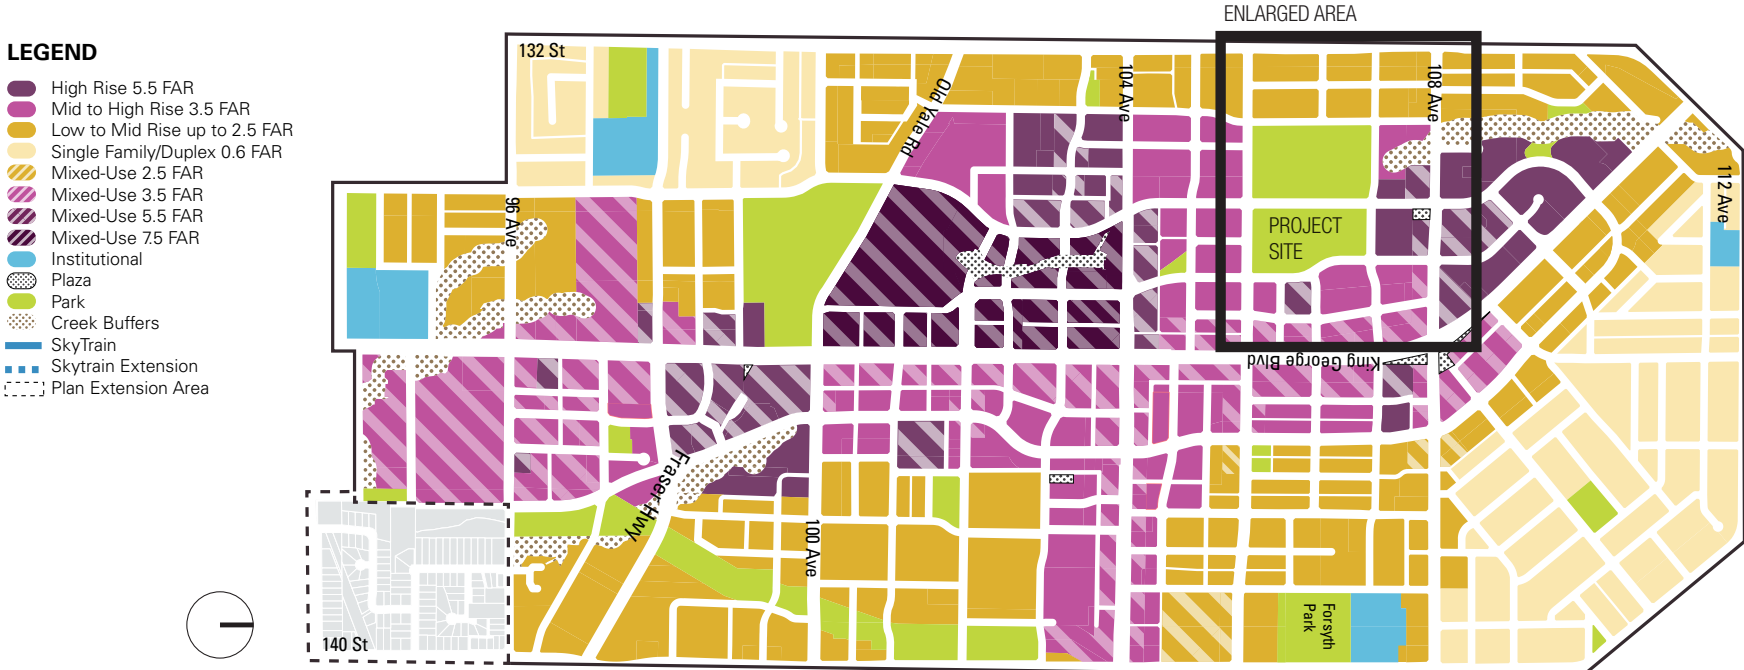 ENLARGED AREA
LEGEND
High Rise 5.5 FAR
Mid to High Rise 3.5 FAR
Low to Mid Rise up to 2.5 FAR
Single Family/Duplex 0.6 FAR
Mixed-Use 2.5 FAR
Mixed-Use 3.5 FAR
Mixed-Use 5.5 FAR
Mixed-Use 7.5 FAR
Institutional
Plaza
Park
Creek Buffers
SkyTrain
Skytrain Extension
Plan Extension Area
132 St
Old Yale Rd
104 Ave
108 Ave
112 Ave
96 Ave
PROJECT
SITE
King George Blvd
Fraser Hwy
100 Ave
Forsyth
Park
140 St